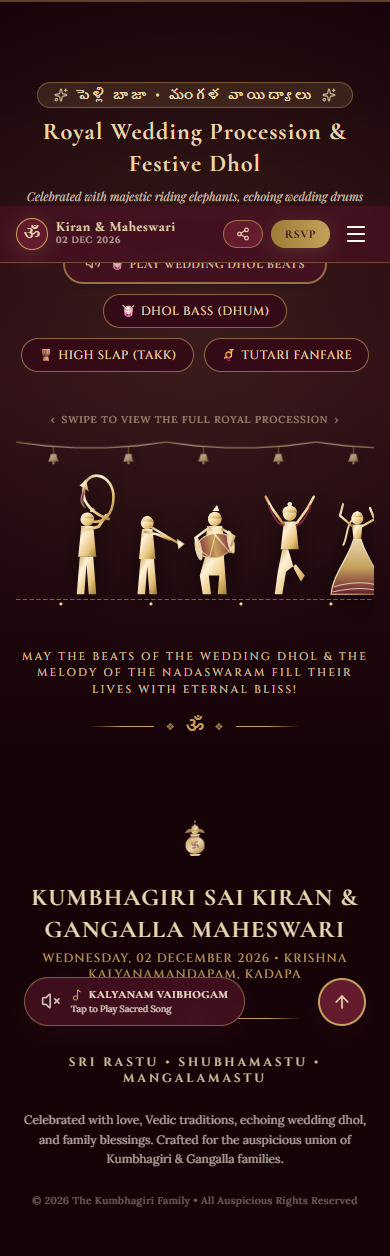 పెళ్లి బాజా • మంగళ వాయిద్యాలు
Royal Wedding Procession &
Festive Dhol
Celebrated with majestic riding elephants, echoing wedding drums
ॐ
Kiran & Maheswari
02 DEC 2026
RSVP
PLAY WEDDING DHOL BEATS
DHOL BASS (DHUM)
HIGH SLAP (TAKK)
TUTARI FANFARE
‹ SWIPE TO VIEW THE FULL ROYAL PROCESSION ›
MAY THE BEATS OF THE WEDDING DHOL & THE
MELODY OF THE NADASWARAM FILL THEIR
LIVES WITH ETERNAL BLISS!
ॐ
KUMBHAGIRI SAI KIRAN &
GANGALLA MAHESWARI
WEDNESDAY, 02 DECEMBER 2026 • KRISHNA
KALYANAMANDAPAM, KADAPA
KALYANAM VAIBHOGAM
Tap to Play Sacred Song
SRI RASTU • SHUBHAMASTU •
MANGALAMASTU
Celebrated with love, Vedic traditions, echoing wedding dhol,
and family blessings. Crafted for the auspicious union of
Kumbhagiri & Gangalla families.
© 2026 The Kumbhagiri Family • All Auspicious Rights Reserved